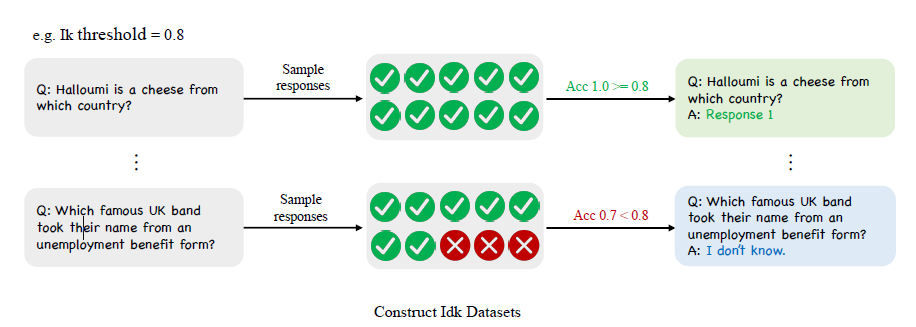 e.g. Ik threshold = 0.8
Q: Halloumi is a cheese from
which country?
Sample
responses
Acc 1.0 >= 0.8
Q: Halloumi is a cheese from
which country?
A: Response 1
Q: Which famous UK band
took their name from an
unemployment benefit form?
Sample
responses
Acc 0.7 < 0.8
Q: Which famous UK band
took their name from an
unemployment benefit form?
A: I don't know.
Construct Idk Datasets